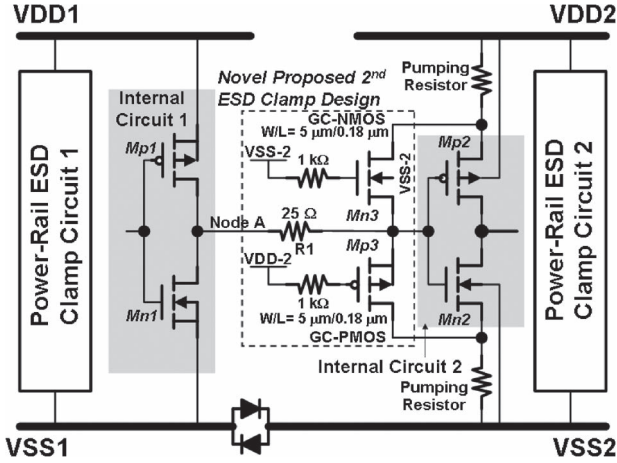 VDD1
VDD2
Novel Proposed 2nd
ESD Clamp Design
Pumping
Resistor
Internal
Circuit 1
GC-NMOS
W/L= 5 μm/0.18 μm
Mp1
VSS-2
1 kΩ
VSS-2
Mp2
Mn3
Power-Rail ESD
Clamp Circuit 1
Node A
25 Ω
R1
Mp3
VDD-2
1 kΩ
Mn1
Mn2
W/L= 5 μm/0.18 μm
GC-PMOS
Internal Circuit 2
Pumping
Resistor
Power-Rail ESD
Clamp Circuit 2
VSS1
VSS2